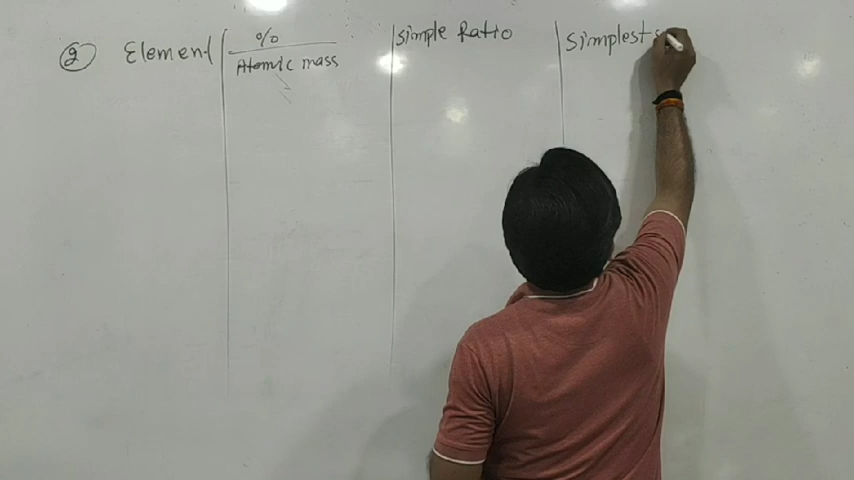 ② Element
%
Atomic mass
Simple Ratio
Simplest